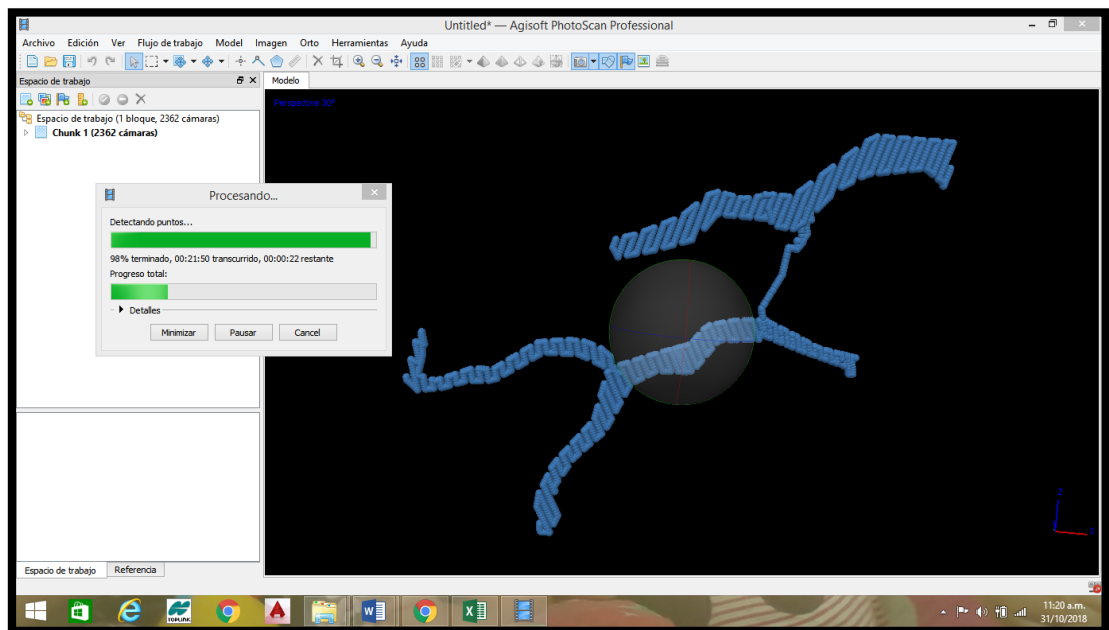 Untitled* — Agisoft PhotoScan Professional
Archivo Edición Ver Flujo de trabajo Model Imagen Orto Herramientas Ayuda
Espacio de trabajo
Modelo
Perspectiva 30°
Espacio de trabajo (1 bloque, 2362 cámaras)
Chunk 1 (2362 cámaras)
Procesando...
Detectando puntos...
98% terminado, 00:21:50 transcurrido, 00:00:22 restante
Progreso total:
Detalles
Minimizar Pausar Cancel
Z
X
Espacio de trabajo Referencia
TOPLINK
11:20 a.m.
31/10/2018